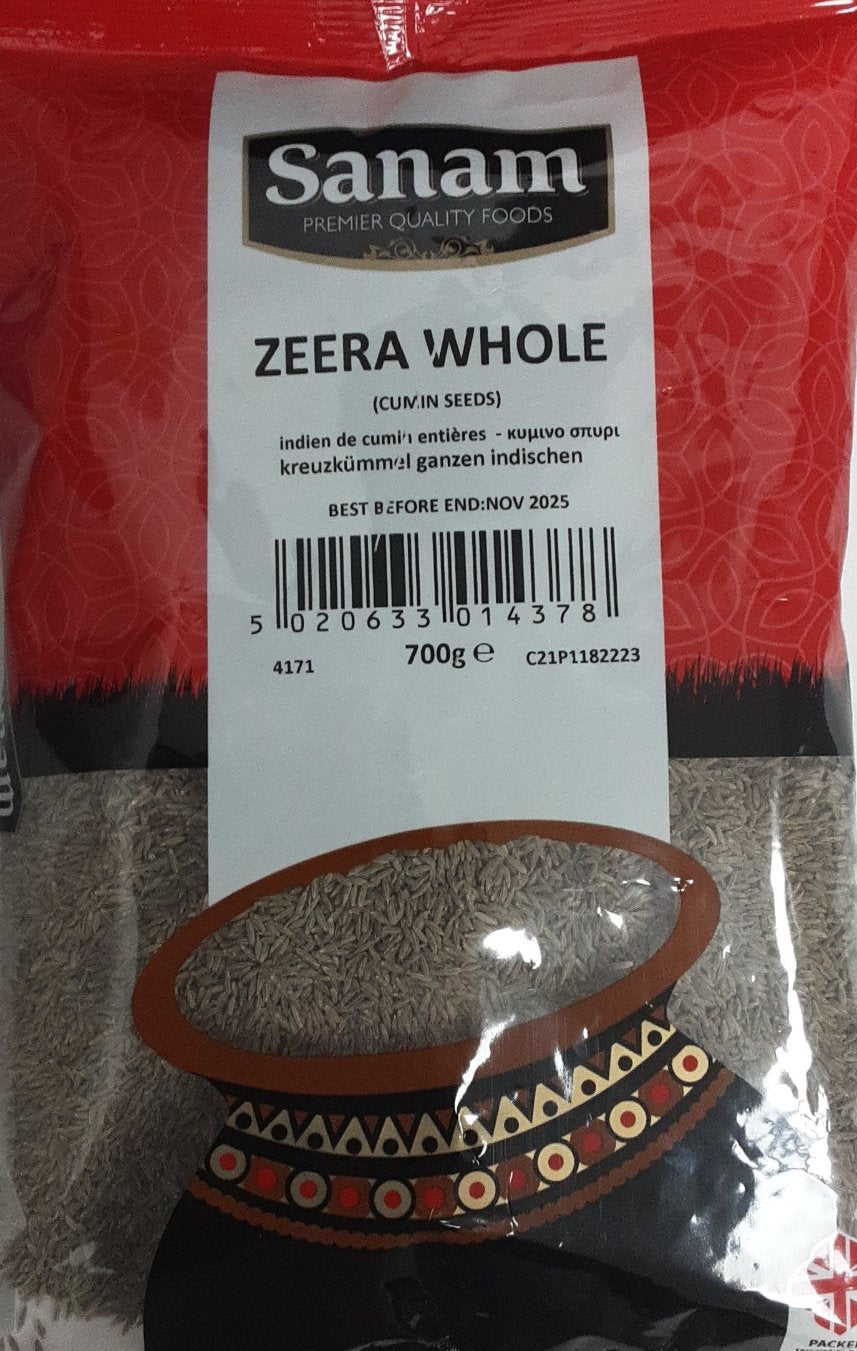 Sanam
PREMIER QUALITY FOODS
ZEERA WHOLE
(CUMIN SEEDS)
indien de cumin entières - κυμινο σπυρι
kreuzkümmel ganzen indischen
BEST BEFORE END:NOV 2025
5 020633 014378
4171 700g e C21P1182223